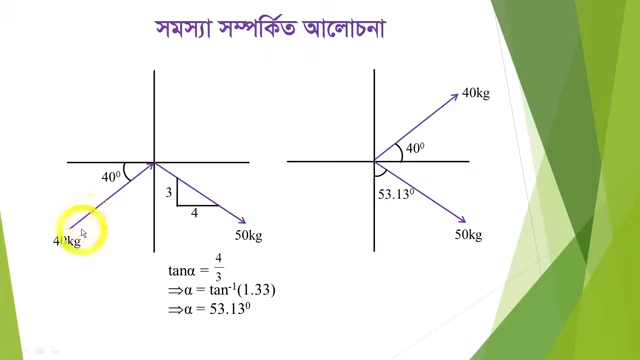 সমস্যা সম্পর্কিত আলোচনা
40kg
40⁰
40⁰
3
4
53.13⁰
40kg
50kg
50kg
tanα = 4/3
⇒α = tan⁻¹(1.33)
⇒α = 53.13⁰